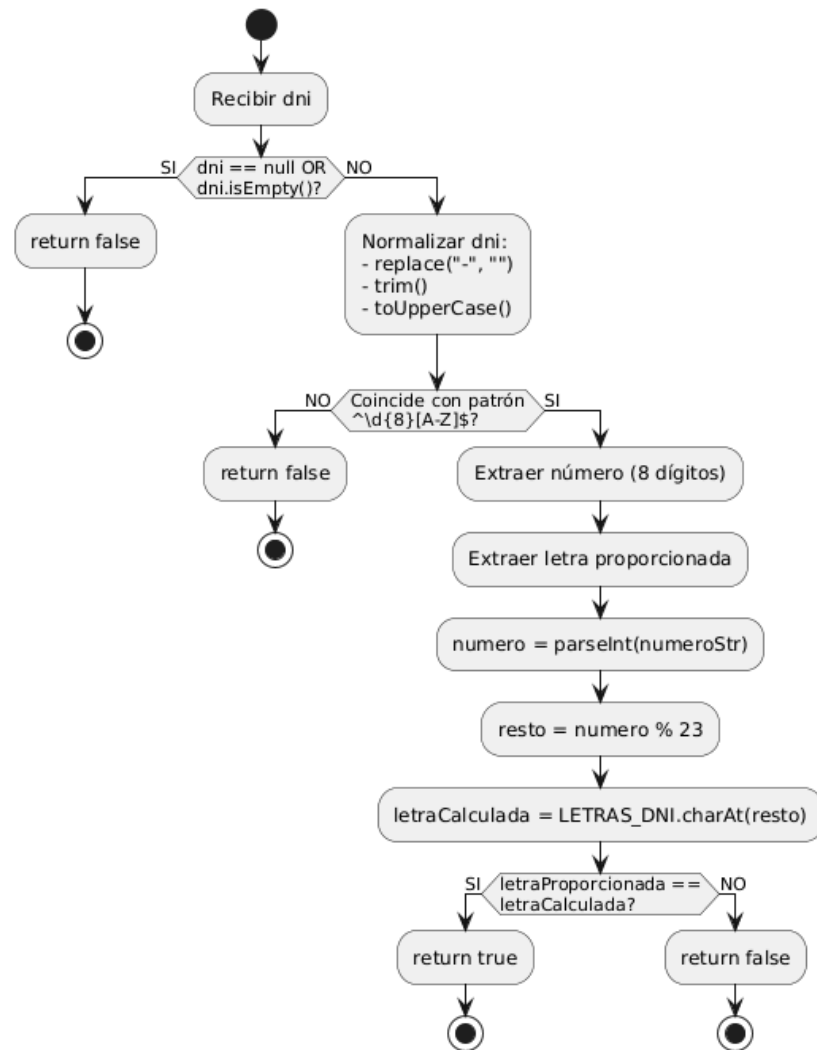 Recibir dni
SI
dni == null OR
dni.isEmpty()?
NO
return false
Normalizar dni:
- replace("-", "")
- trim()
- toUpperCase()
NO
Coincide con patrón
^\d{8}[A-Z]$?
SI
return false
Extraer número (8 dígitos)
Extraer letra proporcionada
numero = parseInt(numeroStr)
resto = numero % 23
letraCalculada = LETRAS_DNI.charAt(resto)
SI
letraProporcionada ==
letraCalculada?
NO
return true
return false